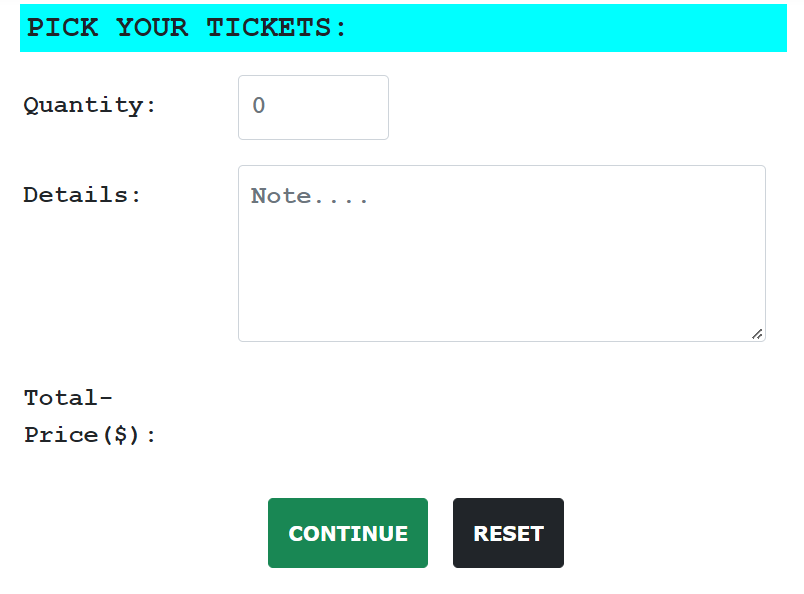 PICK YOUR TICKETS:
Quantity:
0
Details:
Note....
Total-
Price($):
CONTINUE
RESET